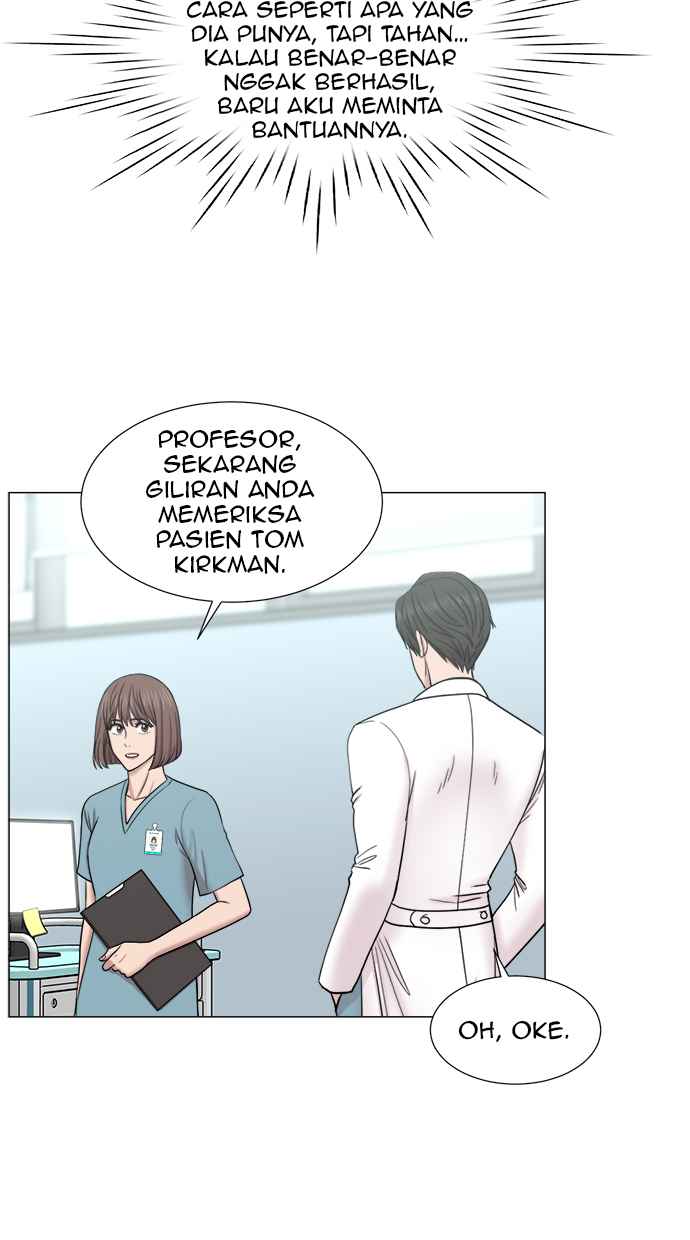 CARA SEPERTI APA YANG
DIA PUNYA, TAPI TAHAN...
KALAU BENAR-BENAR
NGGAK BERHASIL,
BARU AKU MEMINTA
BANTUANNYA.
PROFESOR,
SEKARANG
GILIRAN ANDA
MEMERIKSA
PASIEN TOM
KIRKMAN.
OH, OKE.